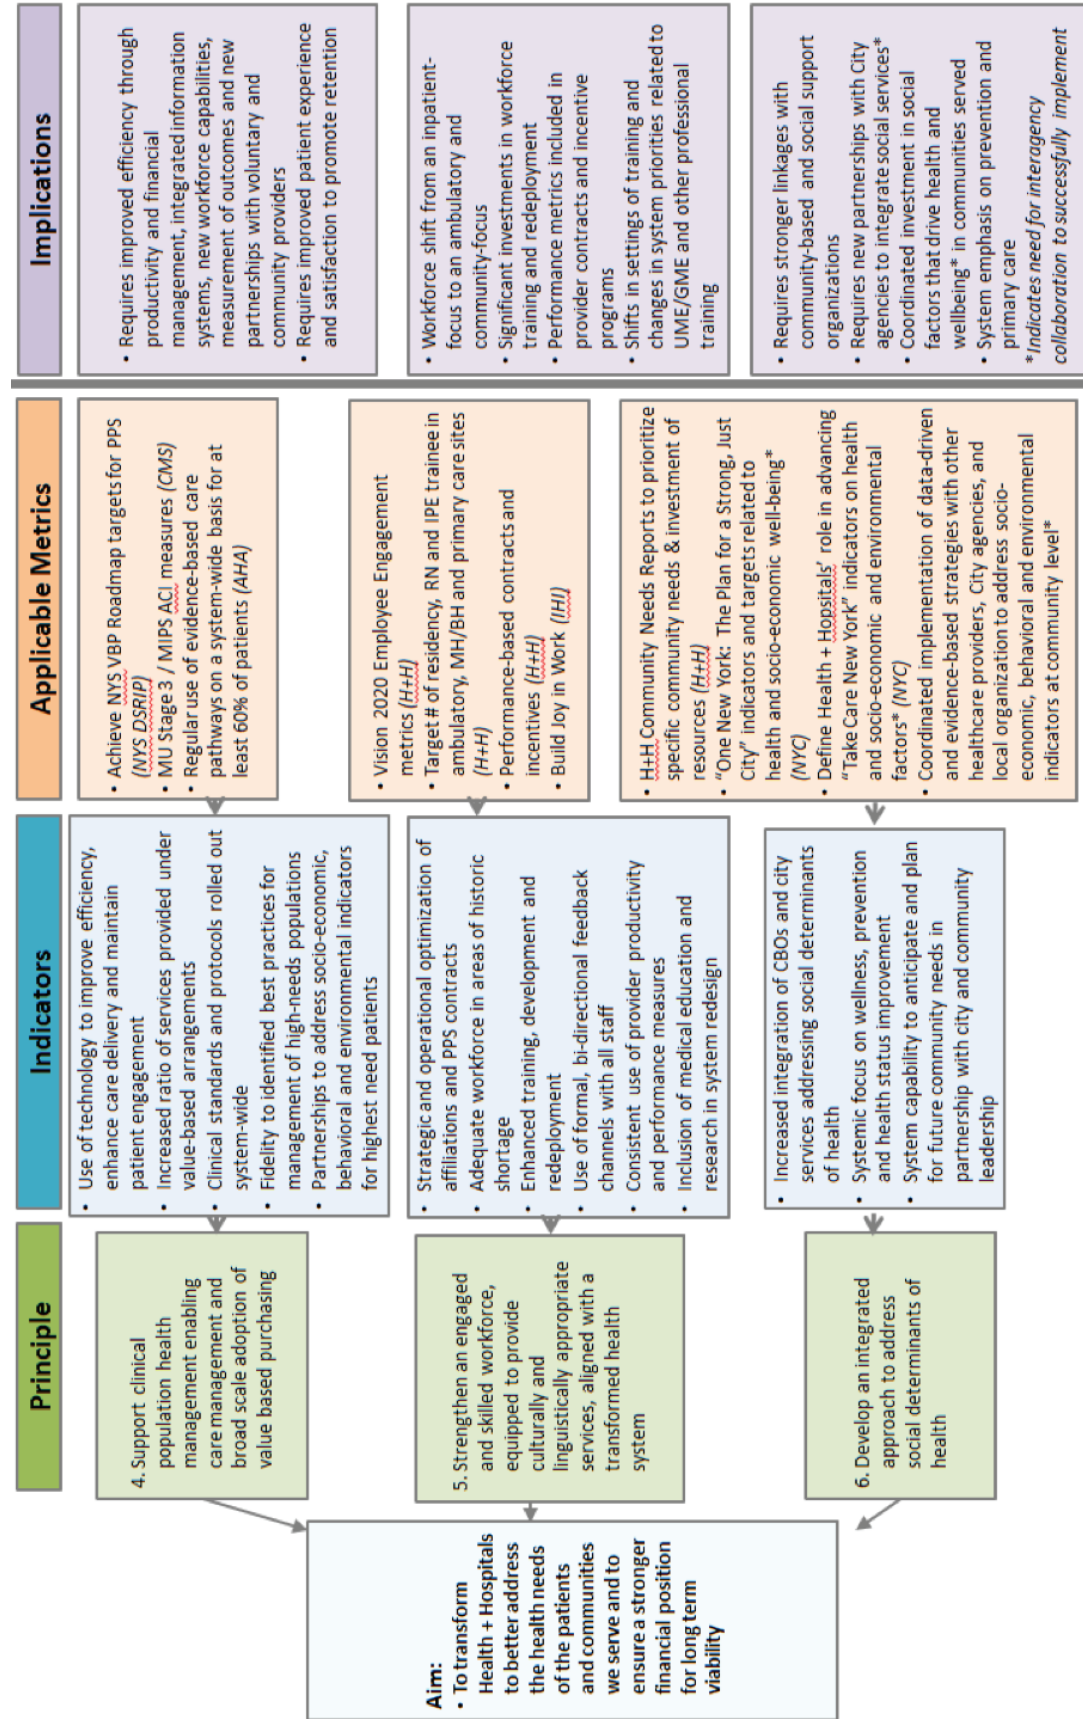 Principle
Indicators
Applicable Metrics
Implications
Aim:
• To transform
Health + Hospitals
to better address
the health needs
of the patients
and communities
we serve and to
ensure a stronger
financial position
for long term
viability
4. Support clinical
population health
management enabling
care management and
broad scale adoption of
value based purchasing
• Use of technology to improve efficiency,
enhance care delivery and maintain
patient engagement
• Increased ratio of services provided under
value-based arrangements
• Clinical standards and protocols rolled out
system-wide
• Fidelity to identified best practices for
management of high-needs populations
• Partnerships to address socio-economic,
behavioral and environmental indicators
for highest need patients
• Achieve NYS VBP Roadmap targets for PPS
(NYS DSRIP)
• MU Stage 3 / MIPS ACI measures (CMS)
• Regular use of evidence-based care
pathways on a system-wide basis for at
least 60% of patients (AHA)
• Requires improved efficiency through
productivity and financial
management, integrated information
systems, new workforce capabilities,
measurement of outcomes and new
partnerships with voluntary and
community providers
• Requires improved patient experience
and satisfaction to promote retention
5. Strengthen an engaged
and skilled workforce,
equipped to provide
culturally and
linguistically appropriate
services, aligned with a
transformed health
system
• Strategic and operational optimization of
affiliations and PPS contracts
• Adequate workforce in areas of historic
shortage
• Enhanced training, development and
redeployment
• Use of formal, bi-directional feedback
channels with all staff
• Consistent use of provider productivity
and performance measures
• Inclusion of medical education and
research in system redesign
• Vision 2020 Employee Engagement
metrics (H+H)
• Target # of residency, RN and IPE trainee in
ambulatory, MH/BH and primary care sites
(H+H)
• Performance-based contracts and
incentives (H+H)
• Build Joy in Work (IHI)
• Workforce shift from an inpatient-
focus to an ambulatory and
community-focus
• Significant investments in workforce
training and redeployment
• Performance metrics included in
provider contracts and incentive
programs
• Shifts in settings of training and
changes in system priorities related to
UME/GME and other professional
training
6. Develop an integrated
approach to address
social determinants of
health
• Increased integration of CBOs and city
services addressing social determinants
of health
• Systemic focus on wellness, prevention
and health status improvement
• System capability to anticipate and plan
for future community needs in
partnership with city and community
leadership
• H+H Community Needs Reports to prioritize
specific community needs & investment of
resources (H+H)
• “One New York: The Plan for a Strong, Just
City” indicators and targets related to
health and socio-economic well-being*
(NYC)
• Define Health + Hopsitals’ role in advancing
“Take Care New York” indicators on health
and socio-economic and environmental
factors* (NYC)
• Coordinated implementation of data-driven
and evidence-based strategies with other
healthcare providers, City agencies, and
local organization to address socio-
economic, behavioral and environmental
indicators at community level*
• Requires stronger linkages with
community-based and social support
organizations
• Requires new partnerships with City
agencies to integrate social services*
• Coordinated investment in social
factors that drive health and
wellbeing* in communities served
• System emphasis on prevention and
primary care
*Indicates need for interagency
collaboration to successfully implement